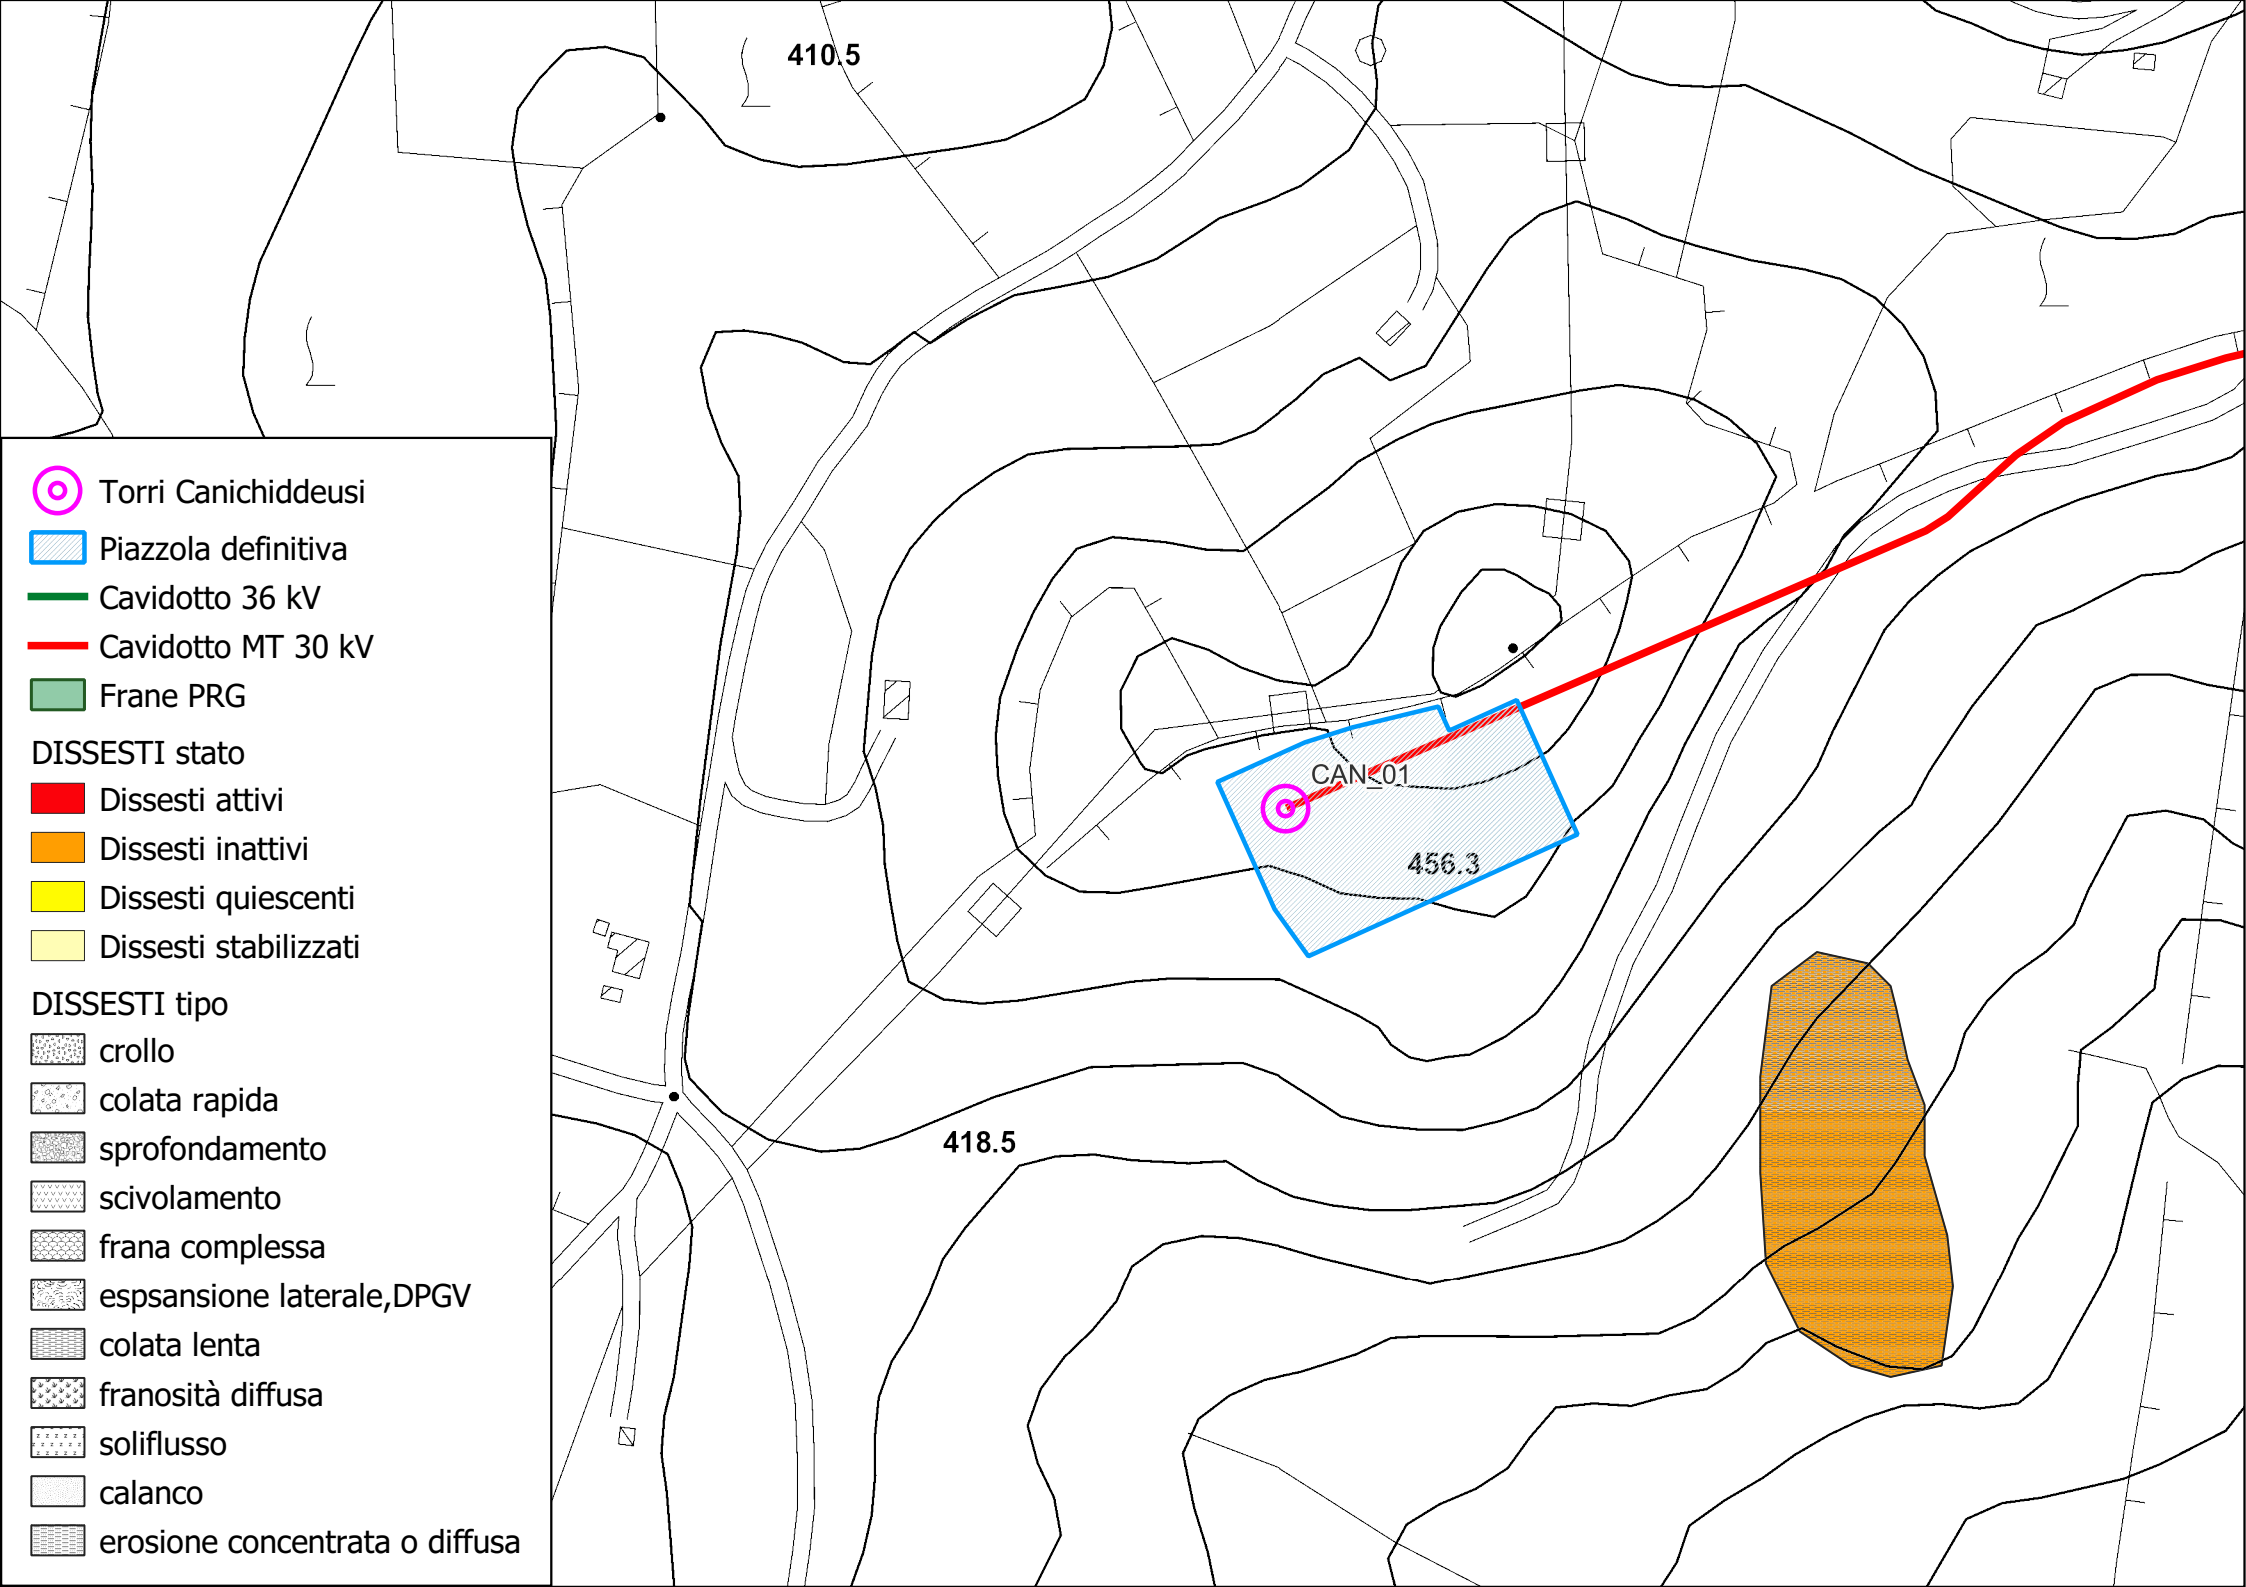 410.5
Torri Canichiddeusi
Piazzola definitiva
Cavidotto 36 kV
Cavidotto MT 30 kV
Frane PRG
DISSESTI stato
Dissesti attivi
Dissesti inattivi
Dissesti quiescenti
Dissesti stabilizzati
DISSESTI tipo
crollo
colata rapida
sprofondamento
scivolamento
frana complessa
espsansione laterale,DPGV
colata lenta
franosità diffusa
soliflusso
calanco
erosione concentrata o diffusa
CAN_01
456.3
418.5